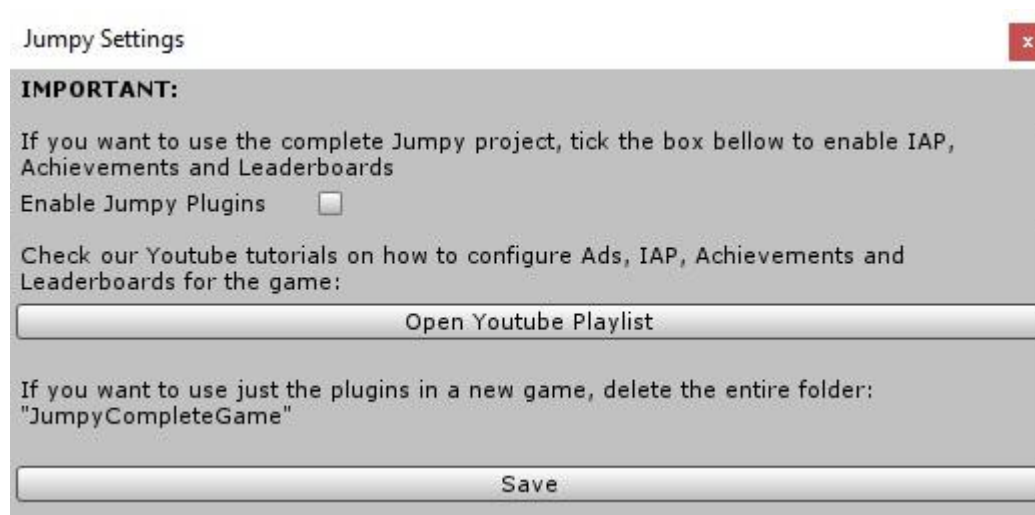 Jumpy Settings
x
IMPORTANT:
If you want to use the complete Jumpy project, tick the box bellow to enable IAP,
Achievements and Leaderboards
Enable Jumpy Plugins
Check our Youtube tutorials on how to configure Ads, IAP, Achievements and
Leaderboards for the game:
Open Youtube Playlist
If you want to use just the plugins in a new game, delete the entire folder:
"JumpyCompleteGame"
Save